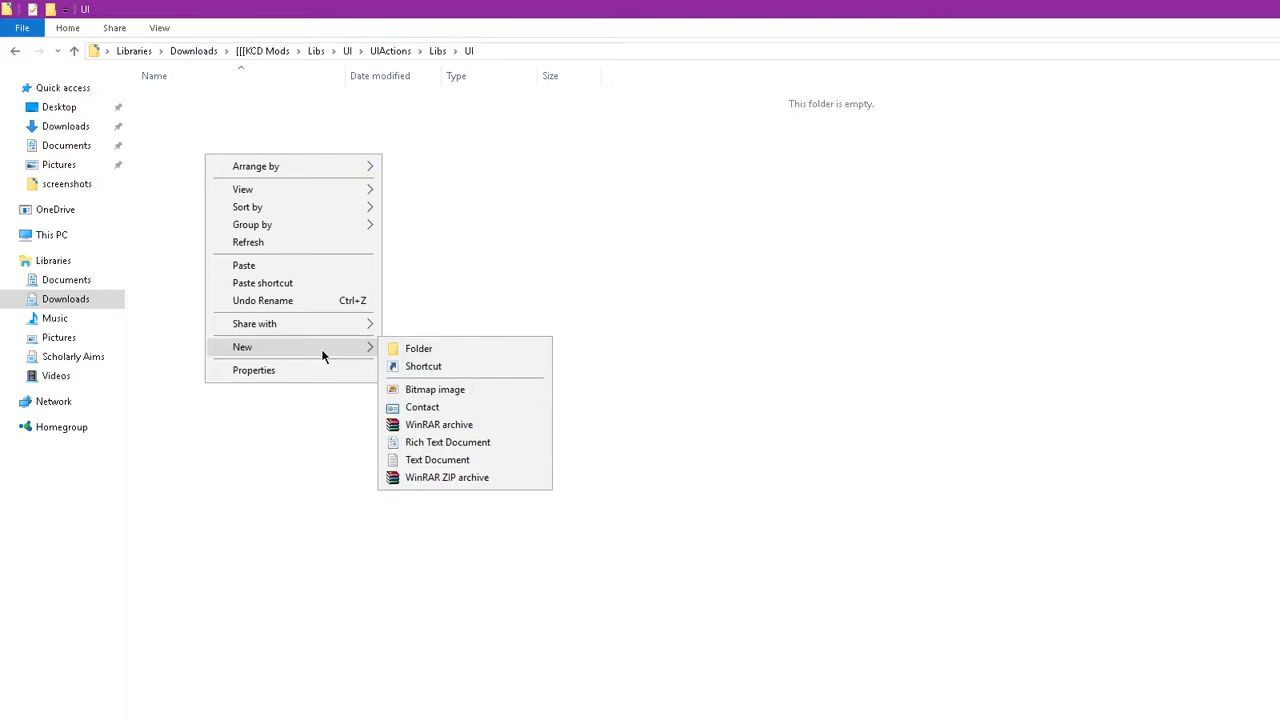 UI
File Home Share View
Libraries Downloads [[[KCD Mods Libs UI UIActions Libs UI
Name Date modified Type Size
This folder is empty.
Quick access
Desktop
Downloads
Documents
Pictures
screenshots
OneDrive
This PC
Libraries
Documents
Downloads
Music
Pictures
Scholarly Aims
Videos
Network
Homegroup
Arrange by
View
Sort by
Group by
Refresh
Paste
Paste shortcut
Undo Rename Ctrl+Z
Share with
New
Properties
Folder
Shortcut
Bitmap image
Contact
WinRAR archive
Rich Text Document
Text Document
WinRAR ZIP archive